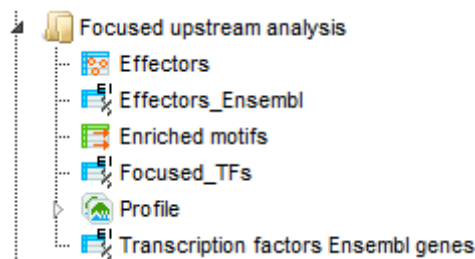 Focused upstream analysis
Effectors
Effectors_Ensembl
Enriched motifs
Focused_TFs
Profile
Transcription factors Ensembl genes